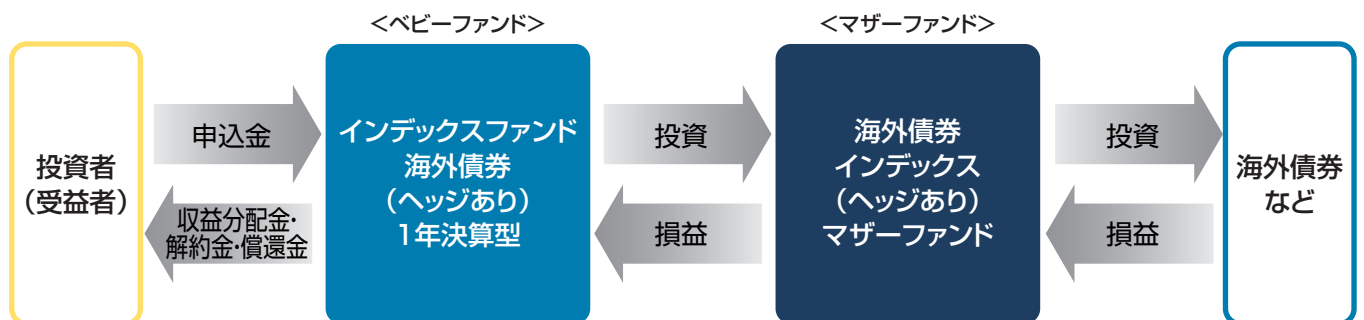 ＜ベビーファンド＞
＜マザーファンド＞
投資者
（受益者）
申込金
収益分配金・
解約金・償還金
インデックスファンド
海外債券
（ヘッジあり）
1年決算型
投資
損益
海外債券
インデックス
（ヘッジあり）
マザーファンド
投資
損益
海外債券
など